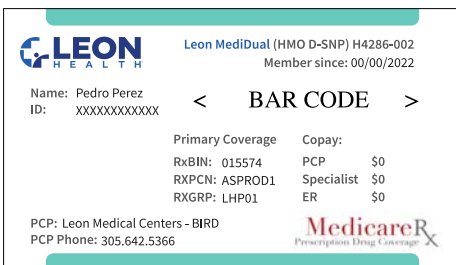 LEON
HEALTH
Leon MediDual (HMO D-SNP) H4286-002
Member since: 00/00/2022
Name: Pedro Perez
ID: XXXXXXXXXXXX
< BAR CODE >
Primary Coverage
RxBIN: 015574
RXPCN: ASPROD1
RXGRP: LHP01
Copay:
PCP $0
Specialist $0
ER $0
PCP: Leon Medical Centers - BIRD
PCP Phone: 305.642.5366
MedicareRx
Prescription Drug Coverage